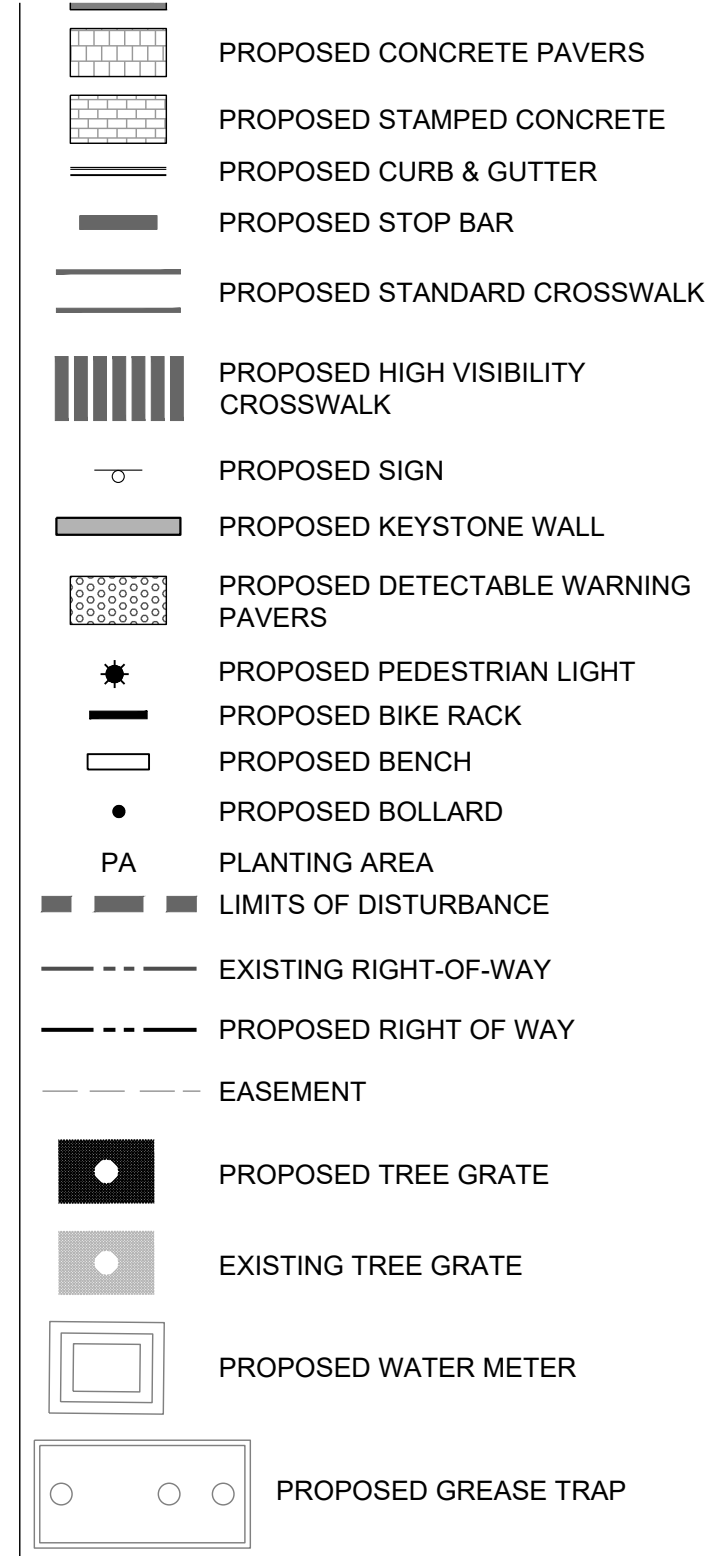 PROPOSED CONCRETE PAVERS
PROPOSED STAMPED CONCRETE
PROPOSED CURB & GUTTER
PROPOSED STOP BAR
PROPOSED STANDARD CROSSWALK
PROPOSED HIGH VISIBILITY
CROSSWALK
PROPOSED SIGN
PROPOSED KEYSTONE WALL
PROPOSED DETECTABLE WARNING
PAVERS
PROPOSED PEDESTRIAN LIGHT
PROPOSED BIKE RACK
PROPOSED BENCH
PROPOSED BOLLARD
PA PLANTING AREA
LIMITS OF DISTURBANCE
EXISTING RIGHT-OF-WAY
PROPOSED RIGHT OF WAY
EASEMENT
PROPOSED TREE GRATE
EXISTING TREE GRATE
PROPOSED WATER METER
PROPOSED GREASE TRAP